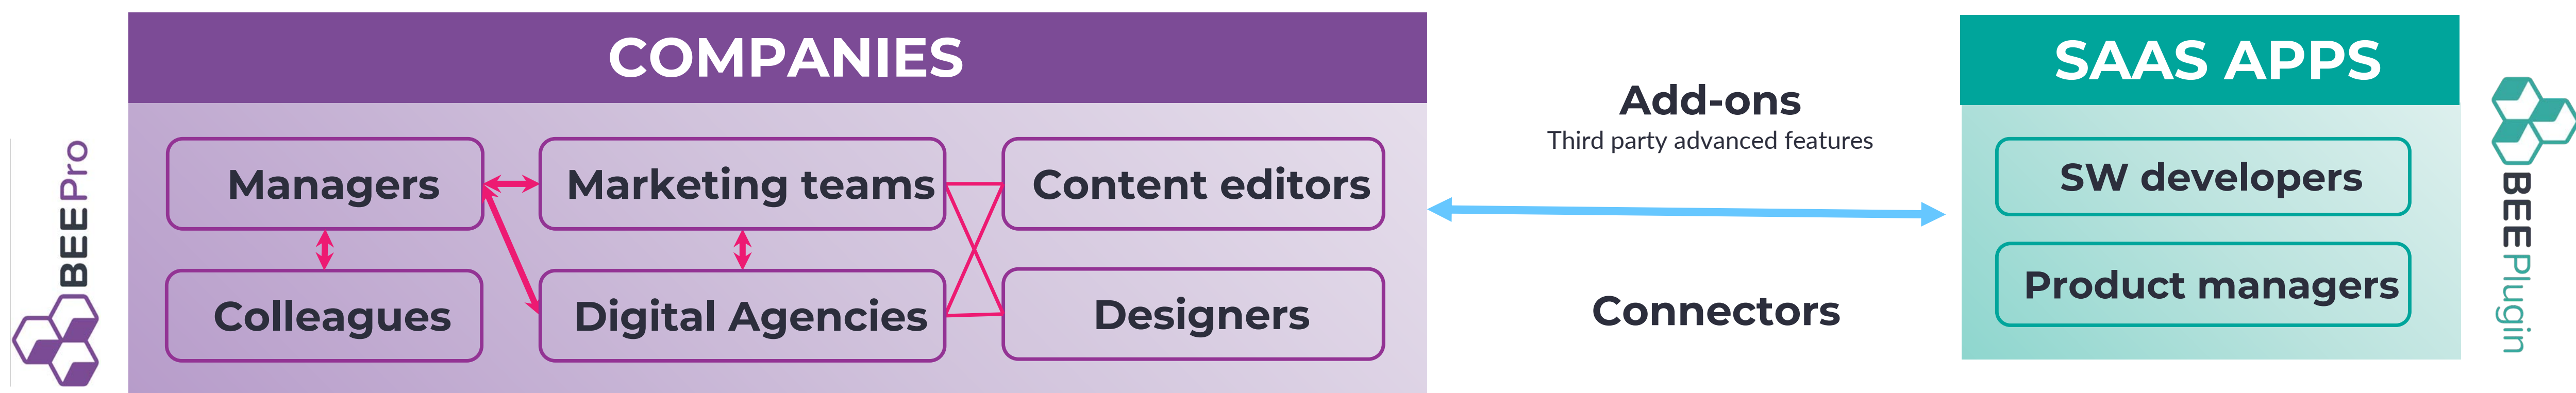 BEEPro
COMPANIES
Managers
Marketing teams
Content editors
Colleagues
Digital Agencies
Designers
Add-ons
Third party advanced features
Connectors
SAAS APPS
SW developers
Product managers
BEEPlugin